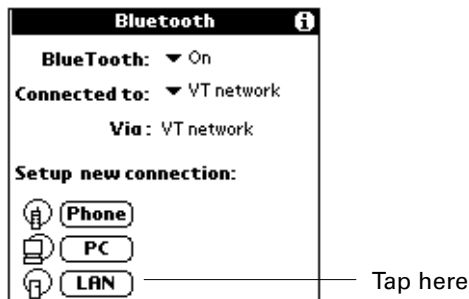 Bluetooth
BlueTooth: On
Connected to: VT network
Via: VT network
Setup new connection:
Phone
PC
LAN Tap here